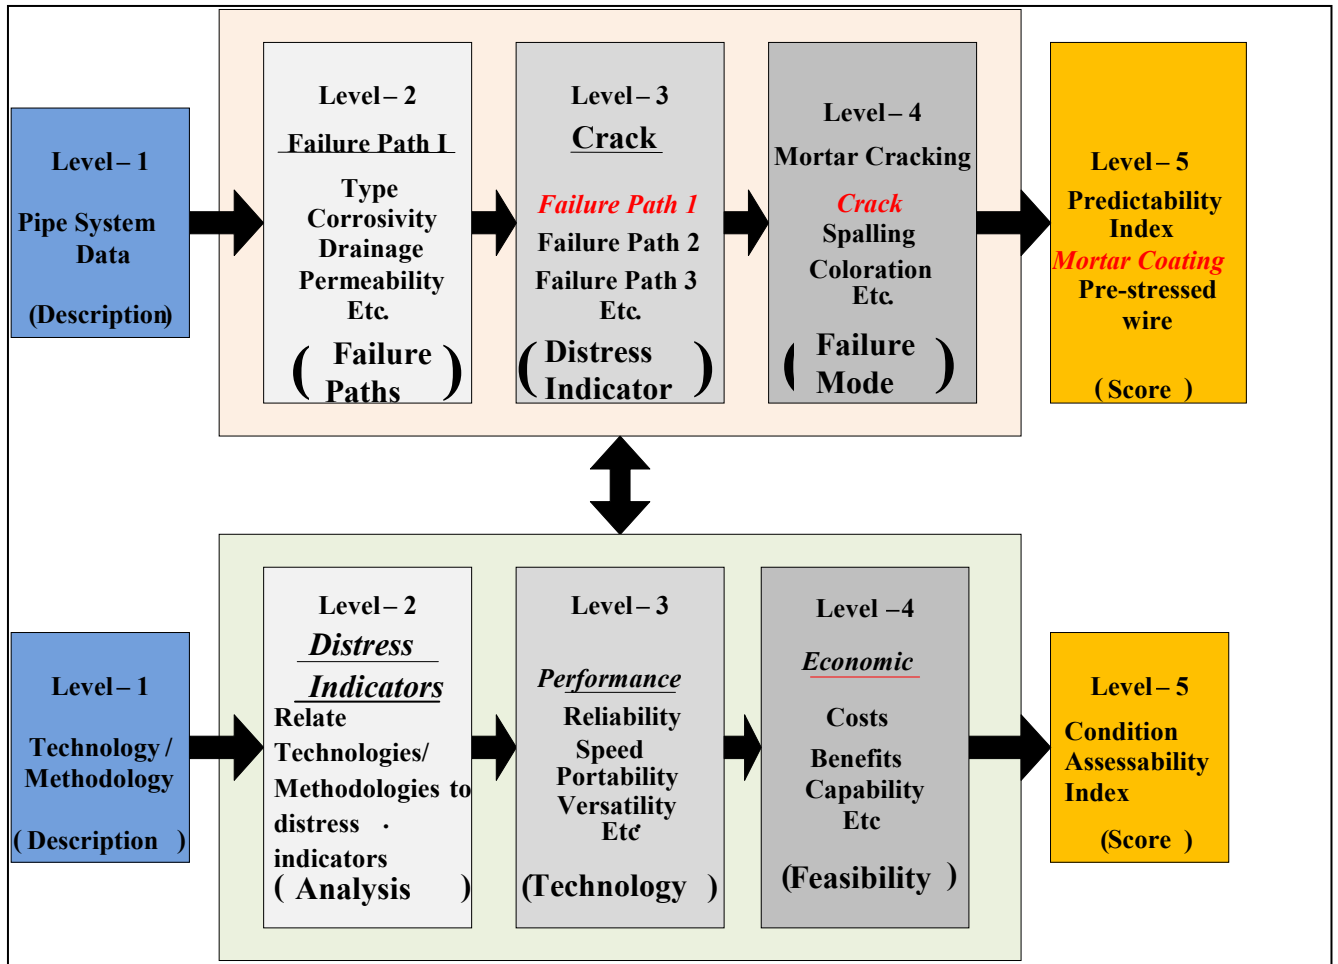 Level – 1
Pipe System
Data
(Description)
Level – 2
Failure Path I
Type
Corrosivity
Drainage
Permeability
Etc.
( Failure
Paths )
Level – 3
Crack
Failure Path 1
Failure Path 2
Failure Path 3
Etc.
( Distress
Indicator )
Level – 4
Mortar Cracking
Crack
Spalling
Coloration
Etc.
( Failure
Mode )
Level – 5
Predictability
Index
Mortar Coating
Pre-stressed
wire
( Score )
Level – 1
Technology /
Methodology
( Description )
Level – 2
Distress
Indicators
Relate
Technologies/
Methodologies to
distress .
indicators
( Analysis )
Level – 3
Performance
Reliability
Speed
Portability
Versatility
Etc.
(Technology )
Level –4
Economic
Costs
Benefits
Capability
Etc
(Feasibility )
Level – 5
Condition
Assessability
Index
(Score )